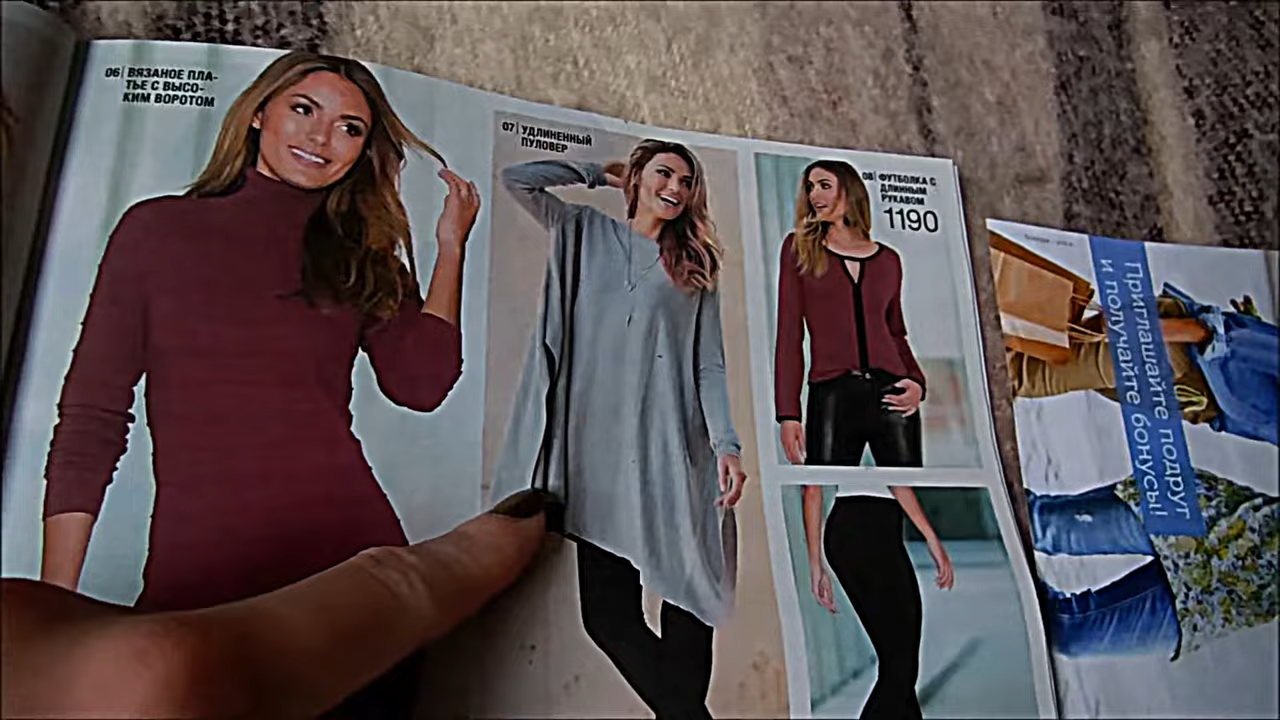 06| ВЯЗАНОЕ ПЛА-
ТЬЕ С ВЫСО-
КИМ ВОРОТОМ
07| УДЛИНЕННЫЙ
ПУЛОВЕР
08| ФУТБОЛКА С
ДЛИННЫМ
РУКАВОМ
1190
Приглашайте подруг
и получайте бонусы!